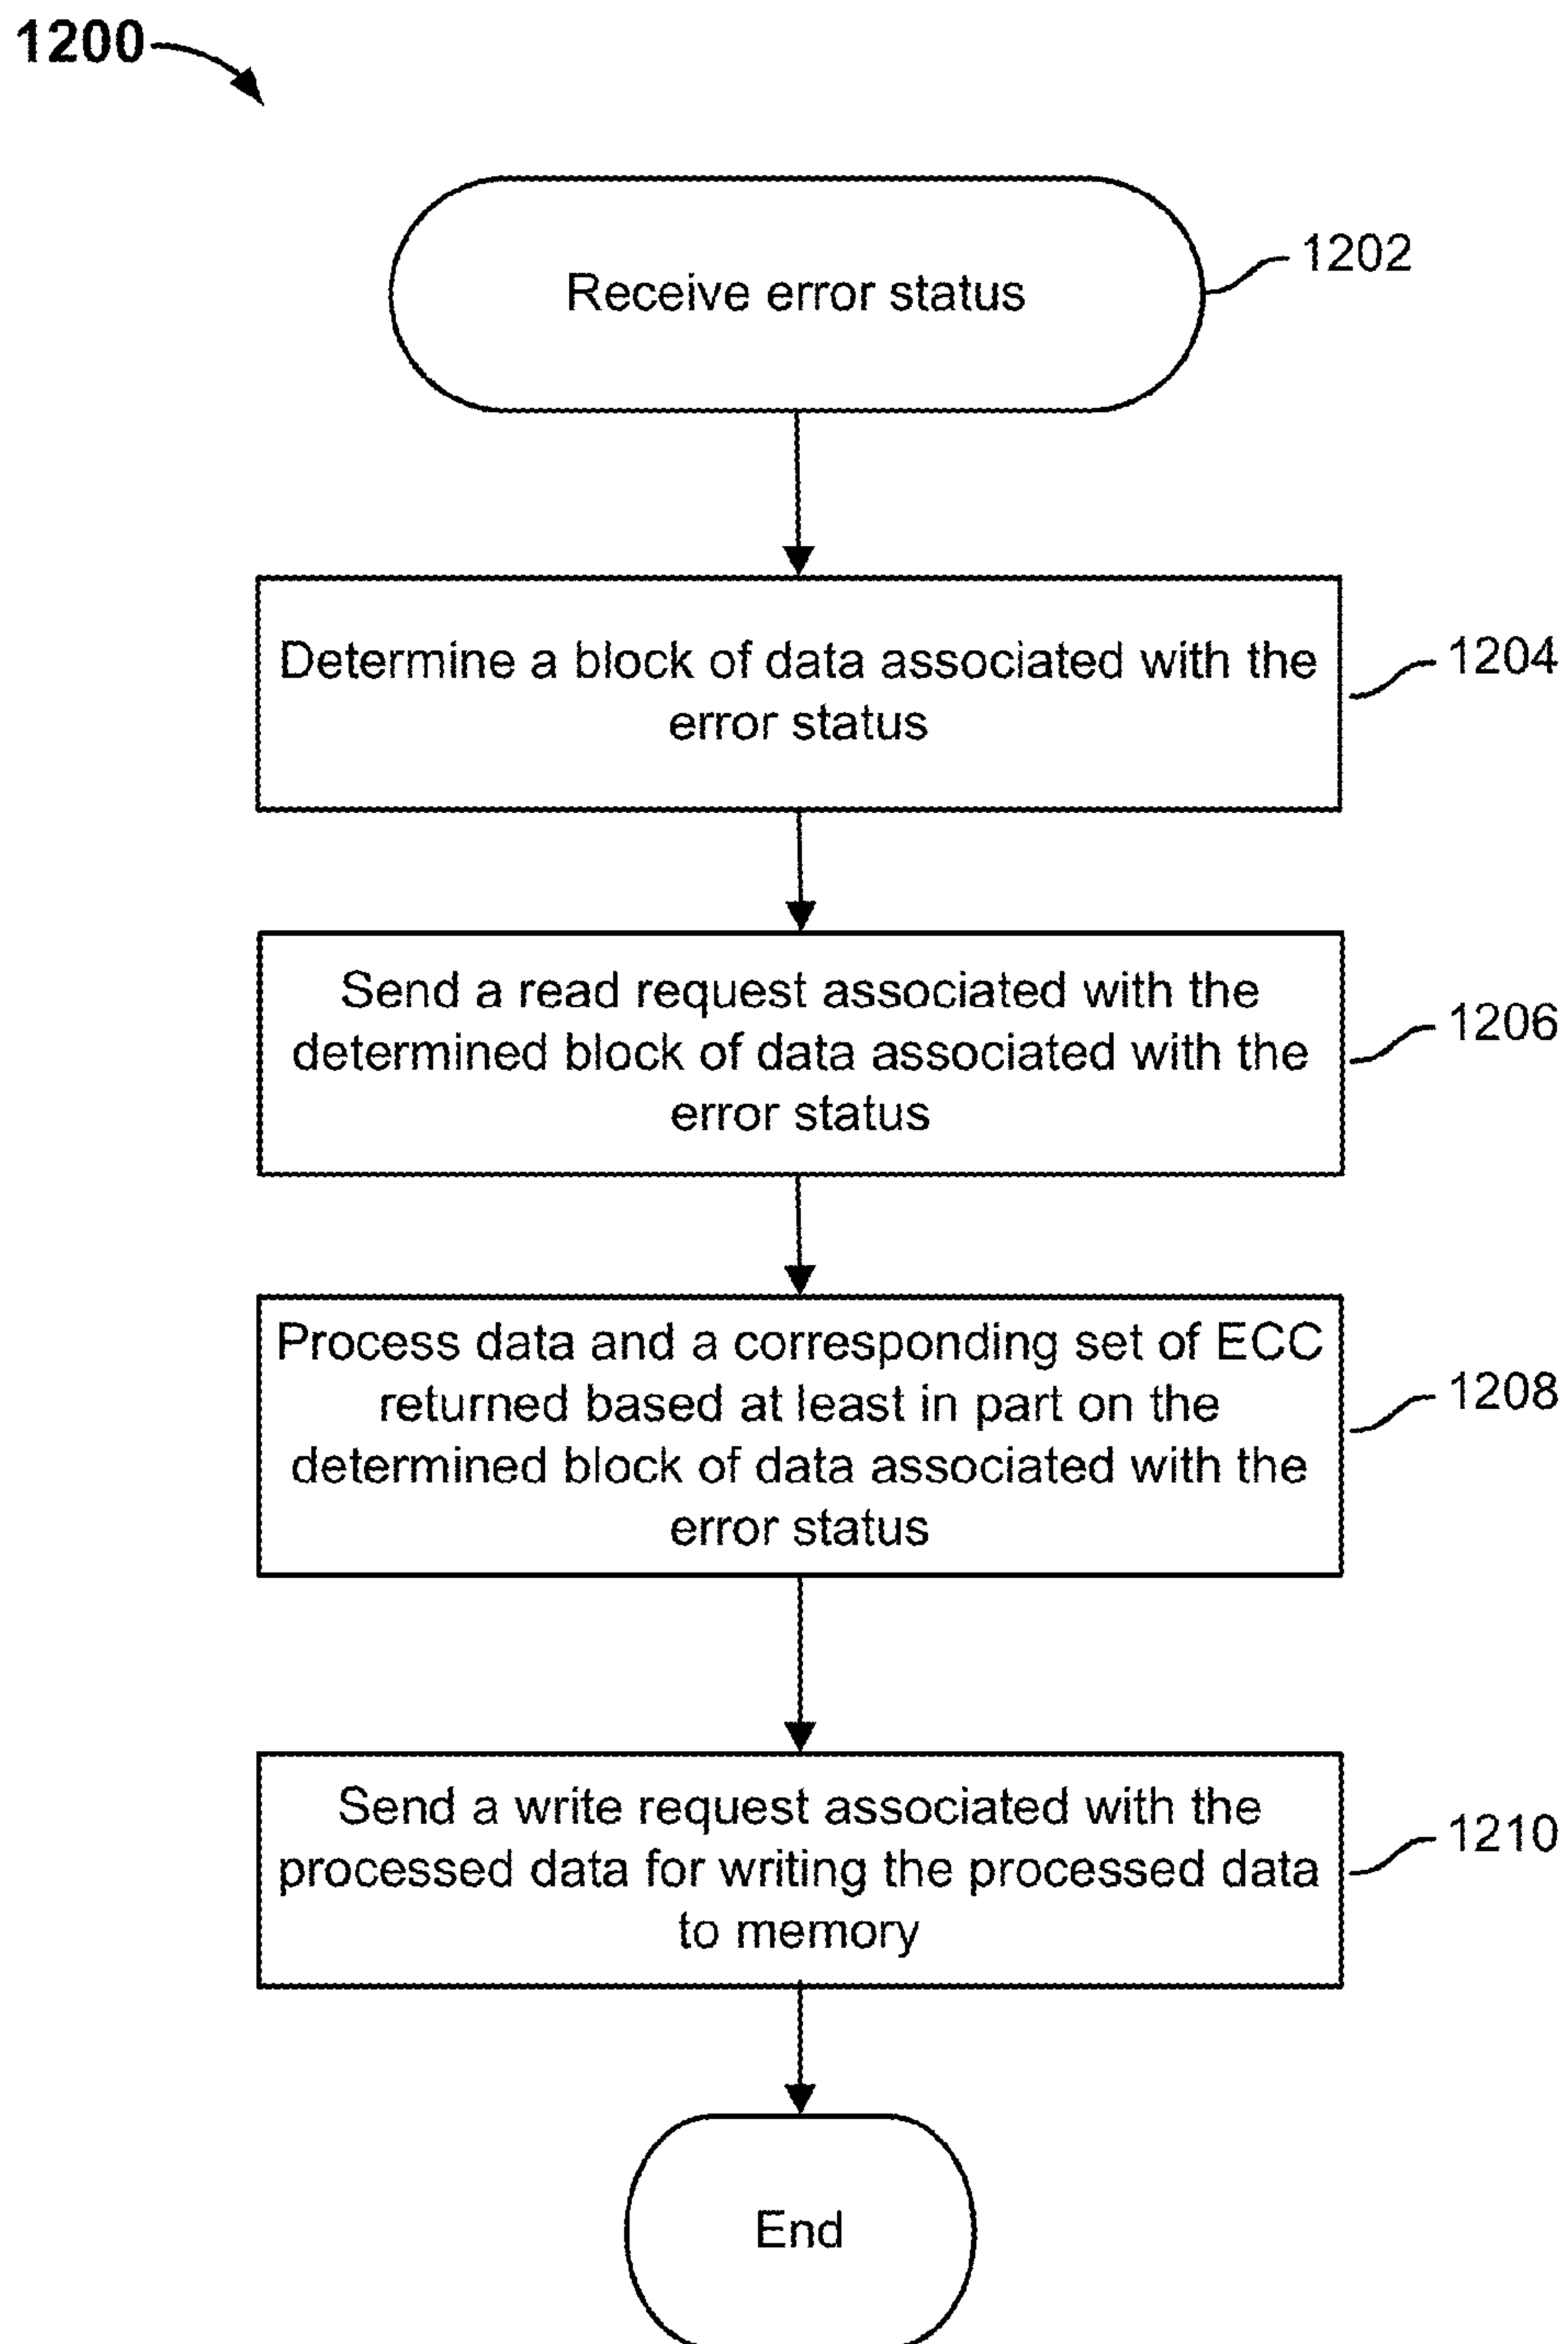 1200
Receive error status
1202
Determine a block of data associated with the
error status
1204
Send a read request associated with the
determined block of data associated with the
error status
1206
Process data and a corresponding set of ECC
returned based at least in part on the
determined block of data associated with the
error status
1208
Send a write request associated with the
processed data for writing the processed data
to memory
1210
End